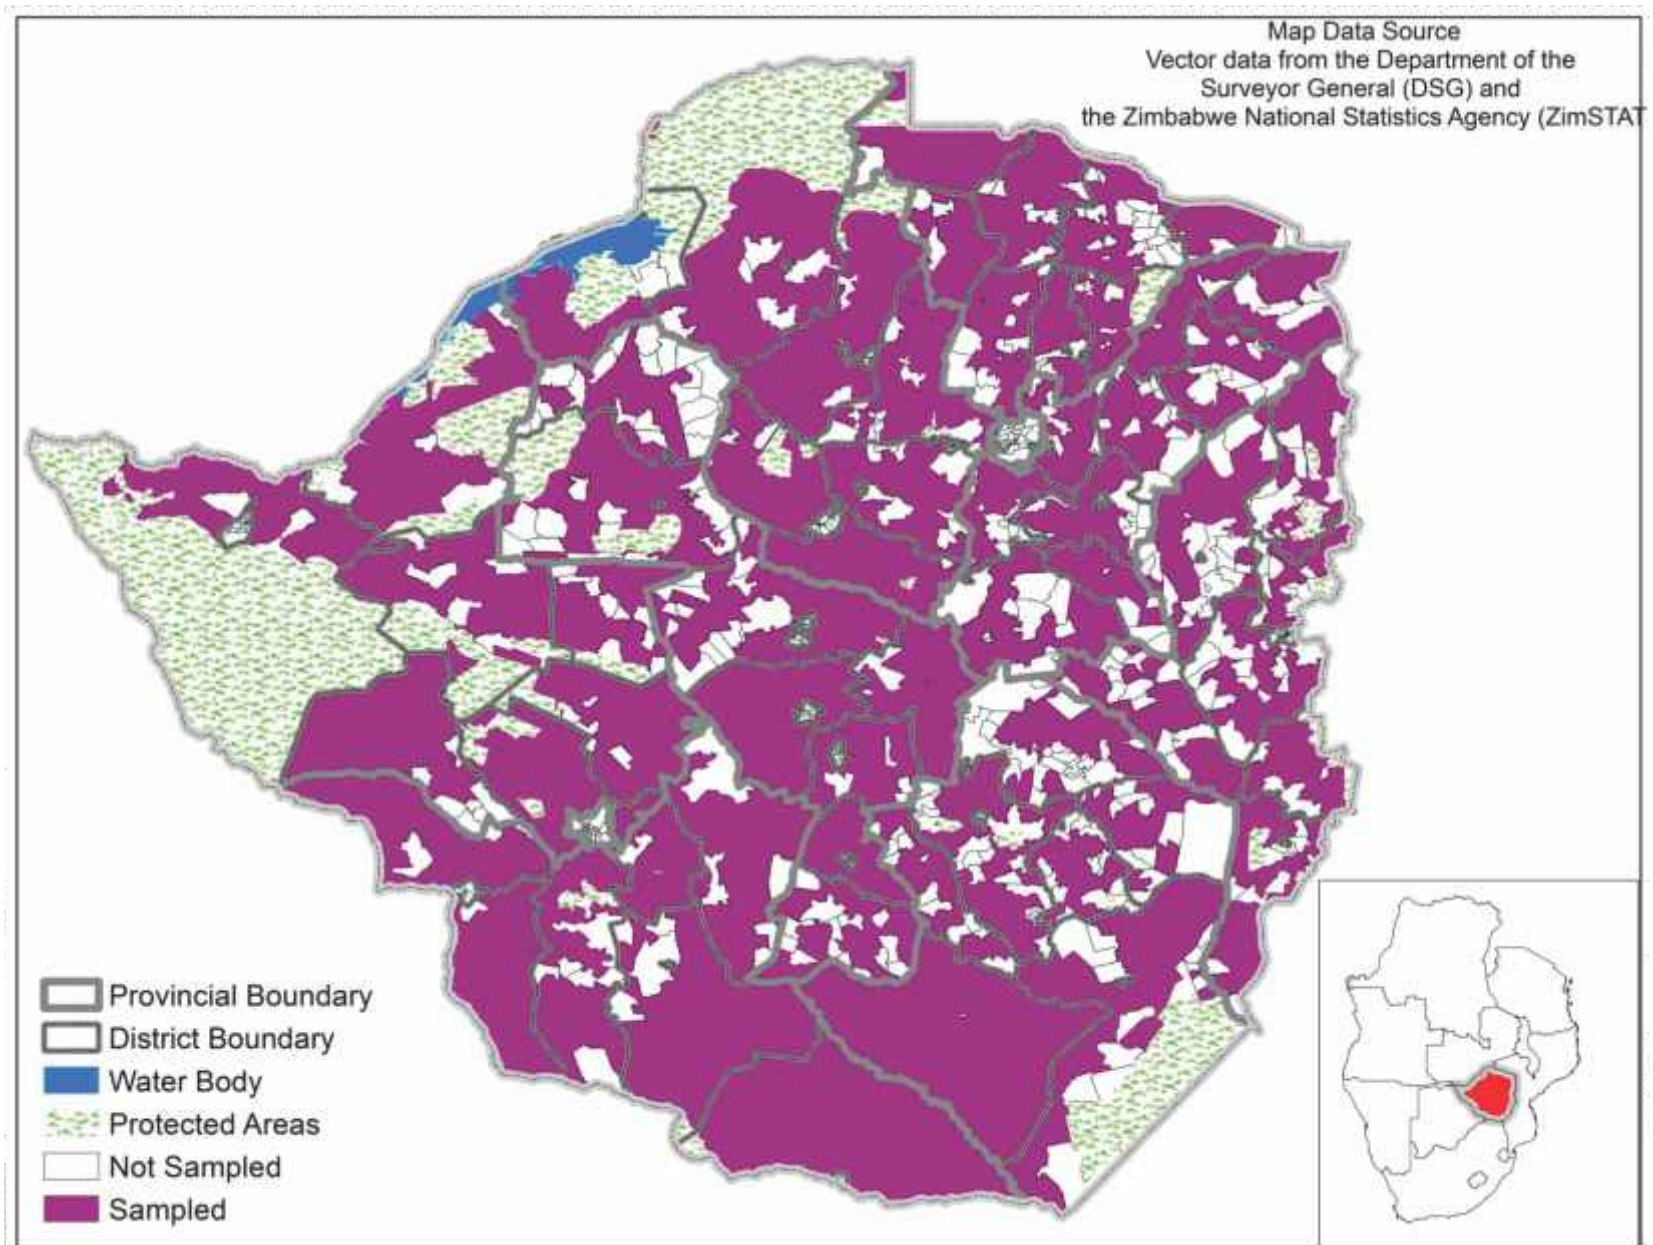 Map Data Source
Vector data from the Department of the
Surveyor General (DSG) and
the Zimbabwe National Statistics Agency (ZimSTAT
Provincial Boundary
District Boundary
Water Body
Protected Areas
Not Sampled
Sampled